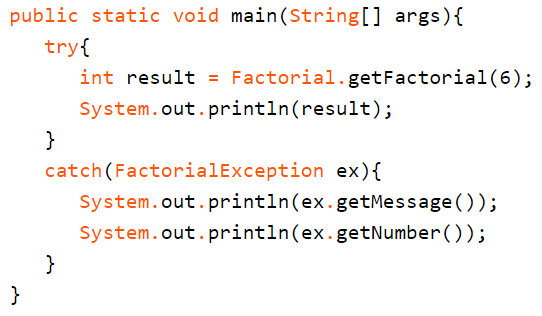 public static void main(String[] args){
try{
int result = Factorial.getFactorial(6);
System.out.println(result);
}
catch(FactorialException ex){
System.out.println(ex.getMessage());
System.out.println(ex.getNumber());
}
}